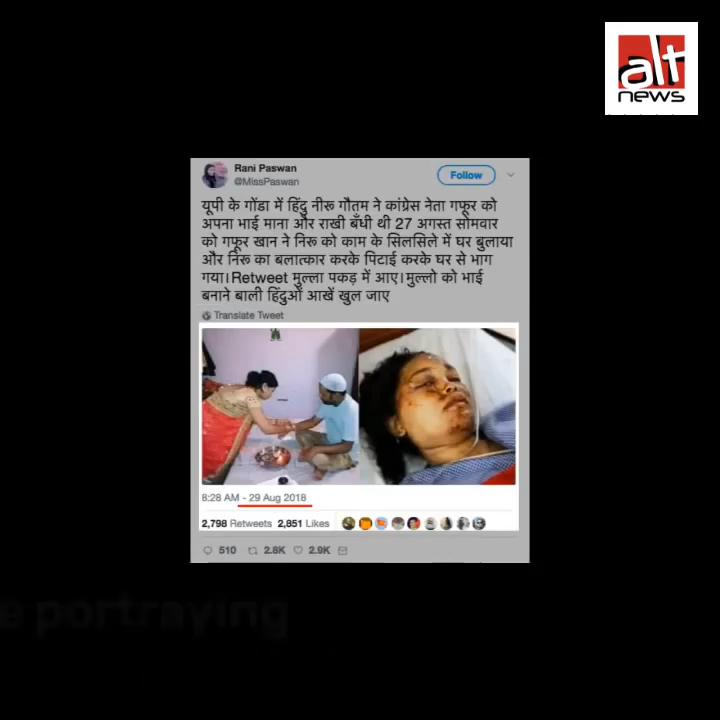 alt
news
Rani Paswan
@MissPaswan
Follow
यूपी के गोंडा में हिंदु नीरू गौतम ने कांग्रेस नेता गफूर को
अपना भाई माना और राखी बँधी थी 27 अगस्त सोमवार
को गफूर खान ने निरू को काम के सिलसिले में घर बुलाया
और निरू का बलात्कार करके पिटाई करके घर से भाग
गया।Retweet मुल्ला पकड़ में आए।मुल्लो को भाई
बनाने बाली हिंदुओं आखें खुल जाए
Translate Tweet
8:28 AM - 29 Aug 2018
2,798 Retweets 2,851 Likes
510 2.8K 2.9K
e portraying